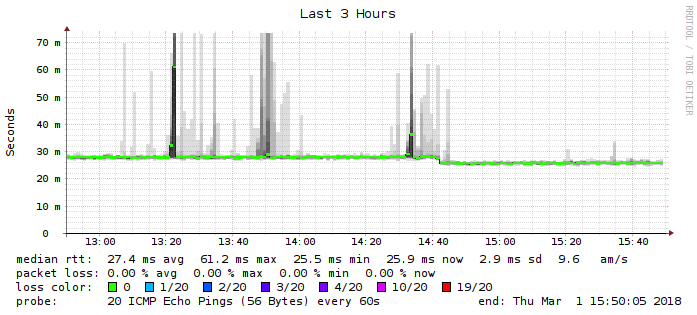 Last 3 Hours
RRDTOOL / TOBI OETIKER
Seconds
70 m
60 m
50 m
40 m
30 m
20 m
10 m
0
13:00 13:20 13:40 14:00 14:20 14:40 15:00 15:20 15:40
median rtt: 27.4 ms avg 61.2 ms max 25.5 ms min 25.9 ms now 2.9 ms sd 9.6 am/s
packet loss: 0.00 % avg 0.00 % max 0.00 % min 0.00 % now
loss color: 0 1/20 2/20 3/20 4/20 10/20 19/20
probe: 20 ICMP Echo Pings (56 Bytes) every 60s end: Thu Mar 1 15:50:05 2018